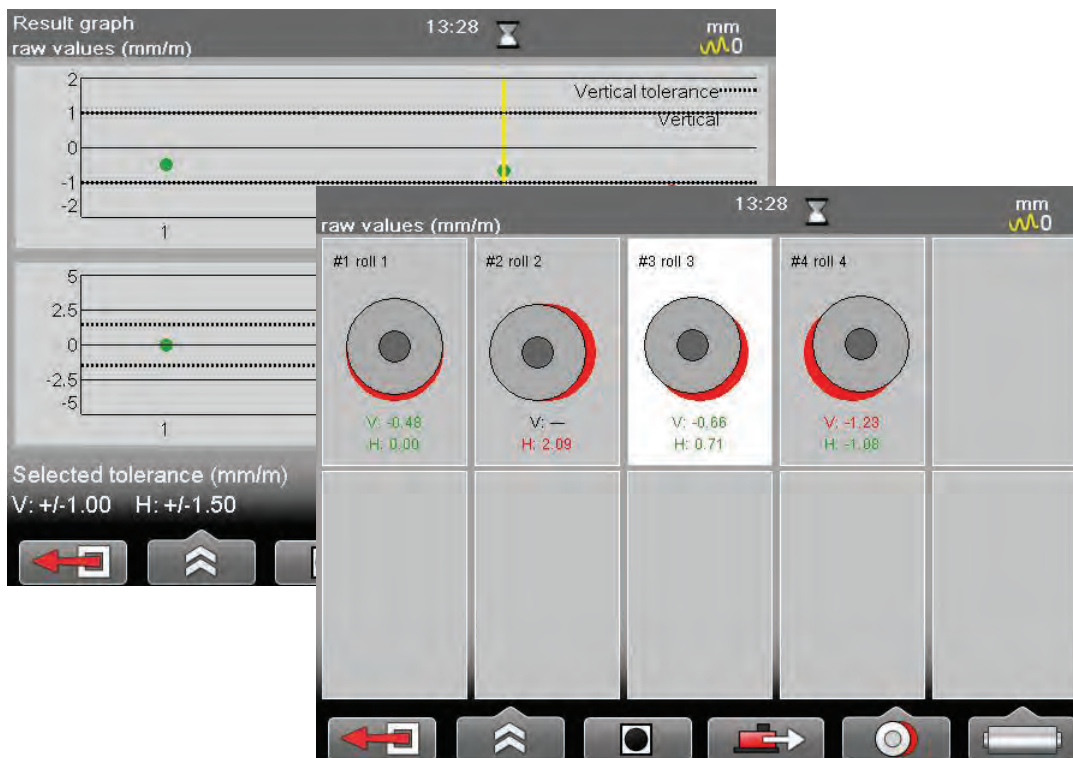 Result graph
13:28
mm
raw values (mm/m)
0
2
Vertical tolerance
1
Vertical
0
-1
-2
1
5
2.5
0
-2.5
-5
1
Selected tolerance (mm/m)
V: +/-1.00 H: +/-1.50
13:28
mm
raw values (mm/m)
0
#1 roll 1
#2 roll 2
#3 roll 3
#4 roll 4
V: -0.48
V: —
V: -0.66
V: -1.23
H: 0.00
H: 2.09
H: 0.71
H: -1.08